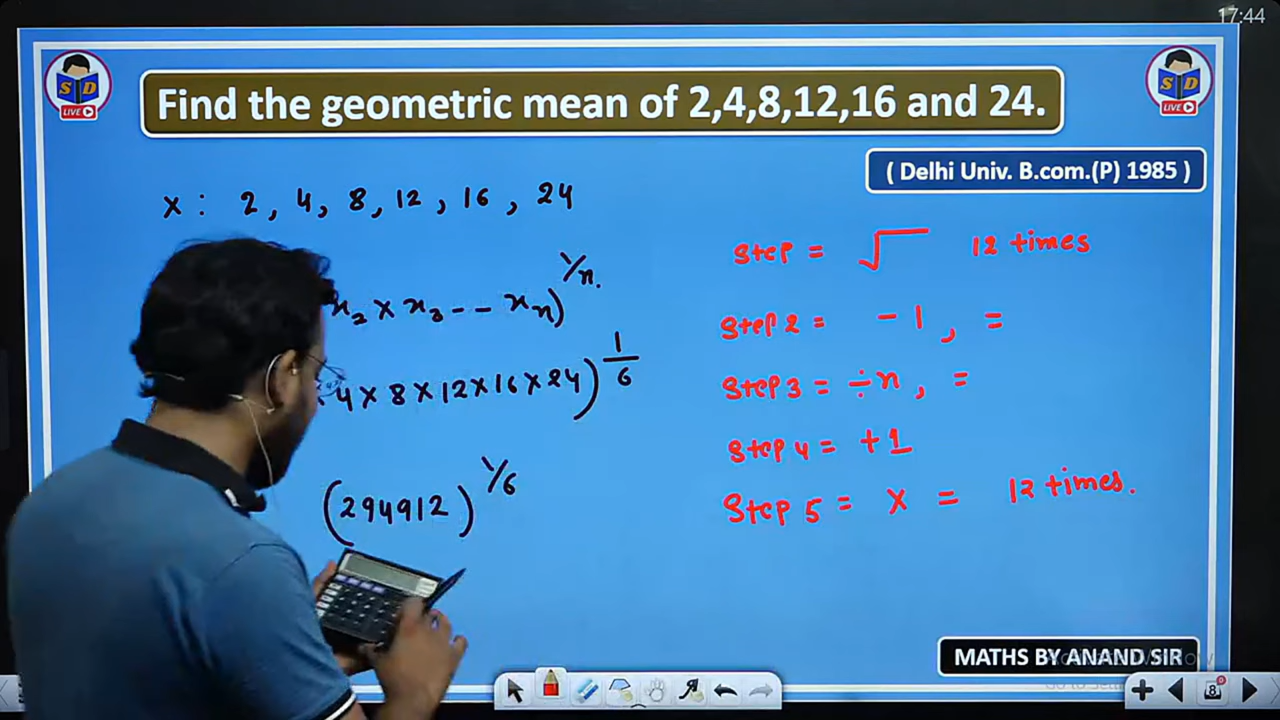 17:44
S D
LIVE
S D
LIVE
Find the geometric mean of 2,4,8,12,16 and 24.
( Delhi Univ. B.com.(P) 1985 )
x : 2, 4, 8, 12, 16, 24
x₂ × x₃ -- xₙ)^1/n.
4 × 8 × 12 × 16 × 24)^1/6
(294912)^1/6
Step = √ 12 times
Step 2 = - 1, =
Step 3 = ÷ n, =
Step 4 = + 1
Step 5 = x = 12 times.
MATHS BY ANAND SIR
8